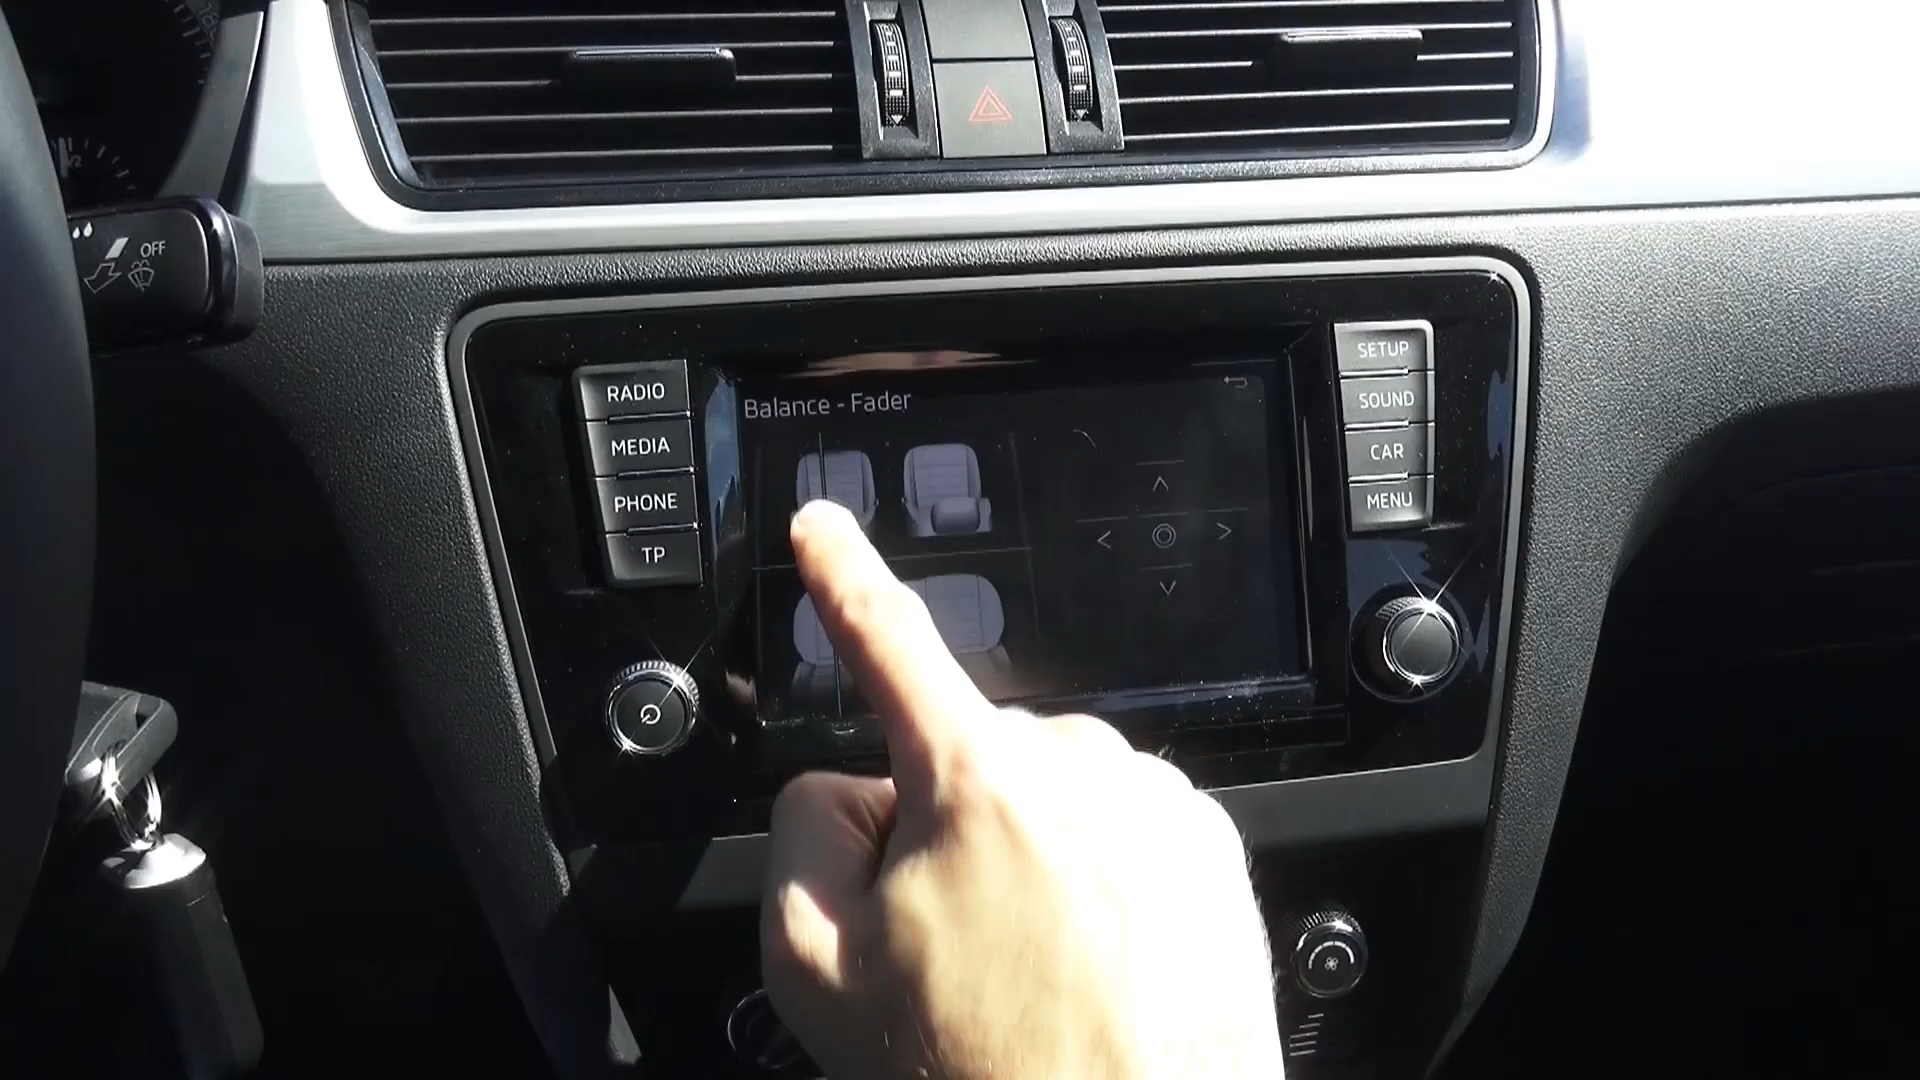 OFF
RADIO
MEDIA
PHONE
TP
Balance - Fader
SETUP
SOUND
CAR
MENU